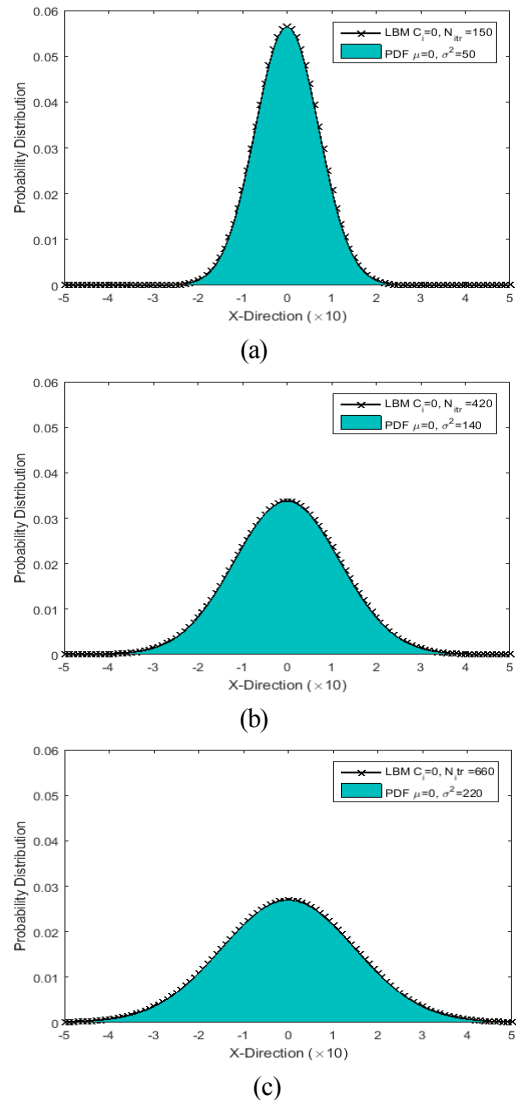 0.06
0.05
0.04
0.03
0.02
0.01
0
Probability Distribution
LBM C_i=0, N_itr=150
PDF μ=0, σ²=50
-5 -4 -3 -2 -1 0 1 2 3 4 5
X-Direction (×10)
(a)
0.06
0.05
0.04
0.03
0.02
0.01
0
Probability Distribution
LBM C_i=0, N_itr=420
PDF μ=0, σ²=140
-5 -4 -3 -2 -1 0 1 2 3 4 5
X-Direction (×10)
(b)
0.06
0.05
0.04
0.03
0.02
0.01
0
Probability Distribution
LBM C_i=0, N_itr=660
PDF μ=0, σ²=220
-5 -4 -3 -2 -1 0 1 2 3 4 5
X-Direction (×10)
(c)